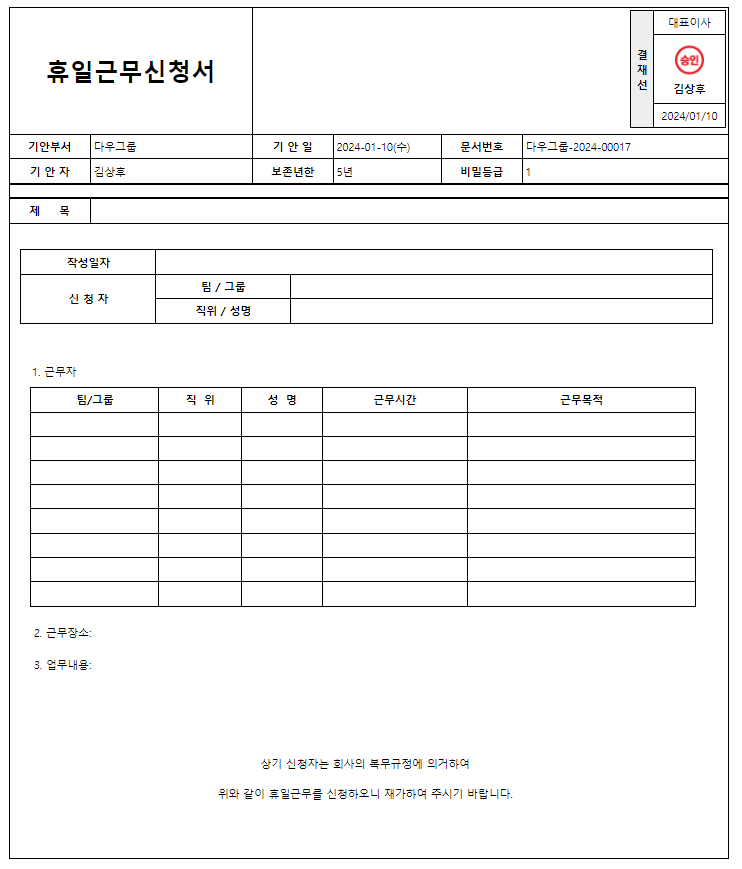 휴일근무신청서
결재선
대표이사
승인
김상후
2024/01/10
기안부서 다우그룹 기 안 일 2024-01-10(수) 문서번호 다우그룹-2024-00017
기 안 자 김상후 보존년한 5년 비밀등급 1
제 목
작성일자
신 청 자 팀 / 그룹
직위 / 성명
1. 근무자
팀/그룹 직 위 성 명 근무시간 근무목적
2. 근무장소:
3. 업무내용:
상기 신청자는 회사의 복무규정에 의거하여
위와 같이 휴일근무를 신청하오니 재가하여 주시기 바랍니다.